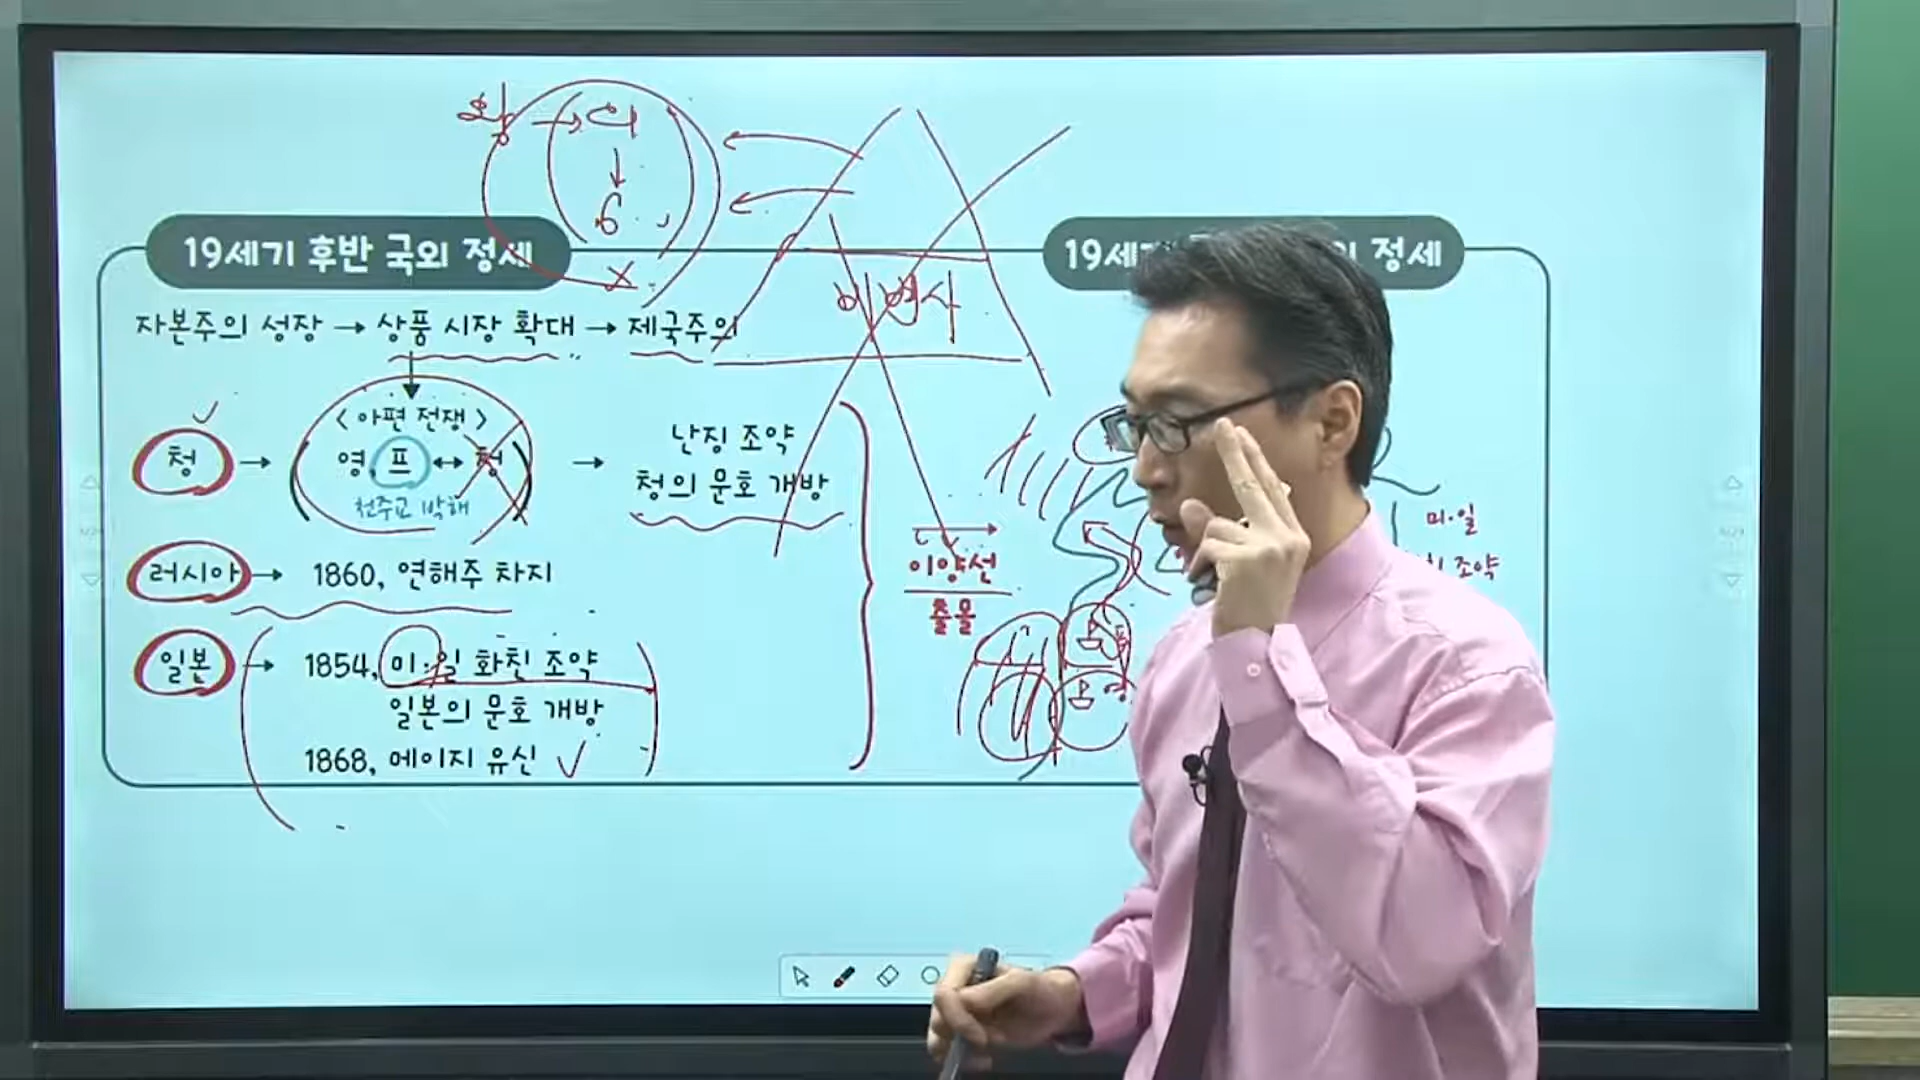 왕 → 의
↓
6
×
19세기 후반 국외 정세
자본주의 성장 → 상품 시장 확대 → 제국주의
< 아편 전쟁 >
청 → 영, 프 ↔ 청 → 난징 조약
청의 문호 개방
천주교 박해
러시아 → 1860, 연해주 차지
일본 → 1854, 미·일 화친 조약
일본의 문호 개방
1868, 메이지 유신
비변사
이양선
출몰
영
19세기 정세
미·일
조약